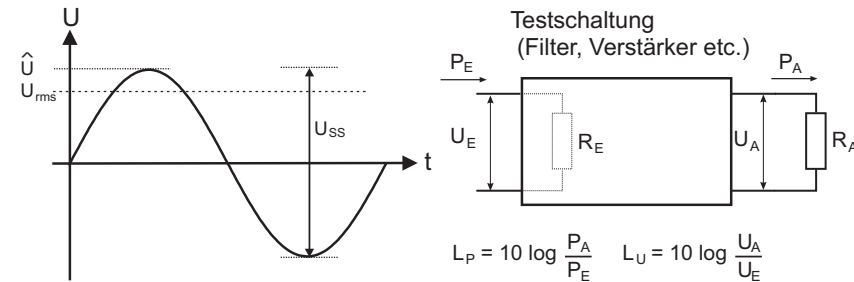 U
Û
U_rms
U_SS
t
Testschaltung
(Filter, Verstärker etc.)
P_E
P_A
U_E
R_E
U_A
R_A
L_P = 10 log P_A / P_E
L_U = 10 log U_A / U_E